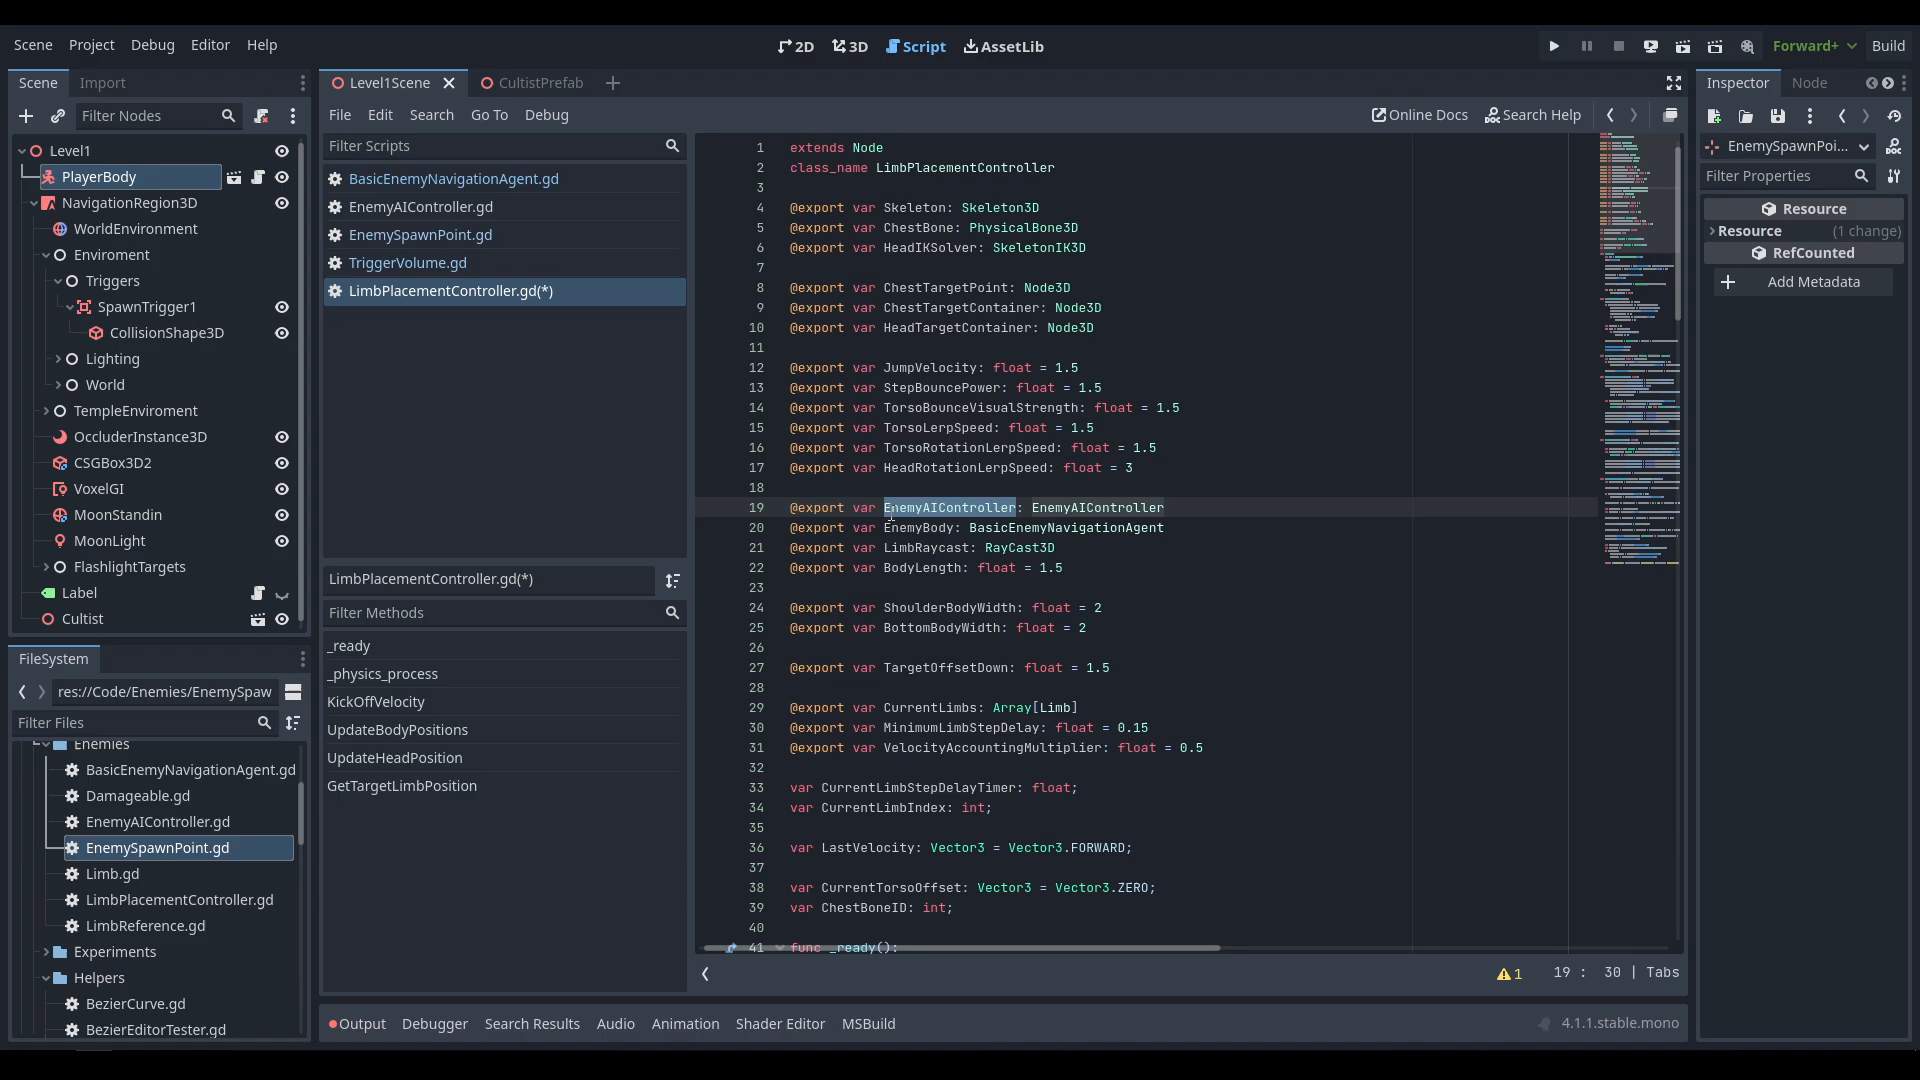 Scene Project Debug Editor Help
2D 3D Script AssetLib
Forward+ Build
Scene Import
Filter Nodes
Level1
PlayerBody
NavigationRegion3D
WorldEnvironment
Enviroment
Triggers
SpawnTrigger1
CollisionShape3D
Lighting
World
TempleEnviroment
OccluderInstance3D
CSGBox3D2
VoxelGI
MoonStandin
MoonLight
FlashlightTargets
Label
Cultist
FileSystem
res://Code/Enemies/EnemySpaw
Filter Files
Enemies
BasicEnemyNavigationAgent.gd
Damageable.gd
EnemyAIController.gd
EnemySpawnPoint.gd
Limb.gd
LimbPlacementController.gd
LimbReference.gd
Experiments
Helpers
BezierCurve.gd
BezierEditorTester.gd
Level1Scene CultistPrefab
File Edit Search Go To Debug
Online Docs Search Help
Filter Scripts
BasicEnemyNavigationAgent.gd
EnemyAIController.gd
EnemySpawnPoint.gd
TriggerVolume.gd
LimbPlacementController.gd(*)
LimbPlacementController.gd(*)
Filter Methods
_ready
_physics_process
KickOffVelocity
UpdateBodyPositions
UpdateHeadPosition
GetTargetLimbPosition
1 extends Node
2 class_name LimbPlacementController
3
4 @export var Skeleton: Skeleton3D
5 @export var ChestBone: PhysicalBone3D
6 @export var HeadIKSolver: SkeletonIK3D
7
8 @export var ChestTargetPoint: Node3D
9 @export var ChestTargetContainer: Node3D
10 @export var HeadTargetContainer: Node3D
11
12 @export var JumpVelocity: float = 1.5
13 @export var StepBouncePower: float = 1.5
14 @export var TorsoBounceVisualStrength: float = 1.5
15 @export var TorsoLerpSpeed: float = 1.5
16 @export var TorsoRotationLerpSpeed: float = 1.5
17 @export var HeadRotationLerpSpeed: float = 3
18
19 @export var EnemyAIController: EnemyAIController
20 @export var EnemyBody: BasicEnemyNavigationAgent
21 @export var LimbRaycast: RayCast3D
22 @export var BodyLength: float = 1.5
23
24 @export var ShoulderBodyWidth: float = 2
25 @export var BottomBodyWidth: float = 2
26
27 @export var TargetOffsetDown: float = 1.5
28
29 @export var CurrentLimbs: Array[Limb]
30 @export var MinimumLimbStepDelay: float = 0.15
31 @export var VelocityAccountingMultiplier: float = 0.5
32
33 var CurrentLimbStepDelayTimer: float;
34 var CurrentLimbIndex: int;
35
36 var LastVelocity: Vector3 = Vector3.FORWARD;
37
38 var CurrentTorsoOffset: Vector3 = Vector3.ZERO;
39 var ChestBoneID: int;
40
41 func _ready():
1 19 : 30 | Tabs
Output Debugger Search Results Audio Animation Shader Editor MSBuild
4.1.1.stable.mono
Inspector Node
EnemySpawnPoi...
Filter Properties
Resource
Resource (1 change)
RefCounted
Add Metadata